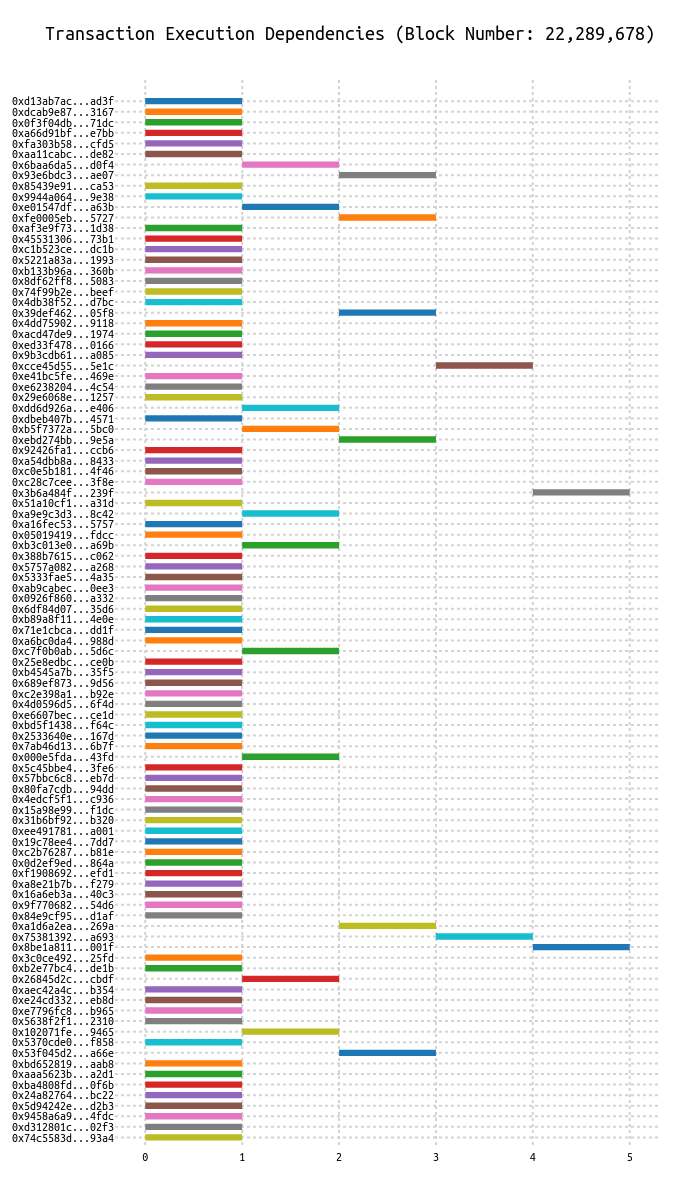 Transaction Execution Dependencies (Block Number: 22,289,678)
0xd13ab7ac...ad3f
0xdcab9e87...3167
0x0f3f04db...71dc
0xa66d91bf...e7bb
0xfa303b58...cfd5
0xaa11cabc...de82
0x6baa6da5...d0f4
0x93e6bdc3...ae07
0x85439e91...ca53
0x9944a064...9e38
0xe01547df...a63b
0xfe0005eb...5727
0xaf3e9f73...1d38
0x45531306...73b1
0xc1b523ce...dc1b
0x5221a83a...1993
0xb133b96a...360b
0x8df62ff8...5083
0x74f99b2e...beef
0x4db38f52...d7bc
0x39def462...05f8
0x4dd75902...9118
0xacd47de9...1974
0xed33f478...0166
0x9b3cdb61...a085
0xcce45d55...5e1c
0xe41bc5fe...469e
0xe6238204...4c54
0x29e6068e...1257
0xdd6d926a...e406
0xdbeb407b...4571
0xb5f7372a...5bc0
0xebd274bb...9e5a
0x92426fa1...ccb6
0xa54dbb8a...8433
0xc0e5b181...4f46
0xc28c7cee...3f8e
0x3b6a484f...239f
0x51a10cf1...a31d
0xa9e9c3d3...8c42
0xa16fec53...5757
0x05019419...fdcc
0xb3c013e0...a69b
0x388b7615...c062
0x5757a082...a268
0x5333fae5...4a35
0xab9cabec...0ee3
0x0926f860...a332
0x6df84d07...35d6
0xb89a8f11...4e0e
0x71e1cbca...dd1f
0xa6bc0da4...988d
0xc7f0b0ab...5d6c
0x25e8edbc...ce0b
0xb4545a7b...35f5
0x689ef873...9d56
0xc2e398a1...b92e
0x4d0596d5...6f4d
0xe6607bec...ce1d
0xbd5f1438...f64c
0x2533640e...167d
0x7ab46d13...6b7f
0x000e5fda...43fd
0x5c45bbe4...3fe6
0x57bbc6c8...eb7d
0x80fa7cdb...94dd
0x4edcf5f1...c936
0x15a98e99...f1dc
0x31b6bf92...b320
0xee491781...a001
0x19c78ee4...7dd7
0xc2b76287...b81e
0x0d2ef9ed...864a
0xf1908692...efd1
0xa8e21b7b...f279
0x16a6eb3a...40c3
0x9f770682...54d6
0x84e9cf95...d1af
0xa1d6a2ea...269a
0x75381392...a693
0x8be1a811...001f
0x3c0ce492...25fd
0xb2e77bc4...de1b
0x26845d2c...cbdf
0xaec42a4c...b354
0xe24cd332...eb8d
0xe7796fc8...b965
0x5638f2f1...2310
0x102071fe...9465
0x5370cde0...f858
0x53f045d2...a66e
0xbd652819...aab8
0xaaa5623b...a2d1
0xba4808fd...0f6b
0x24a82764...bc22
0x5d94242e...d2b3
0x9458a6a9...4fdc
0xd312801c...02f3
0x74c5583d...93a4
0 1 2 3 4 5